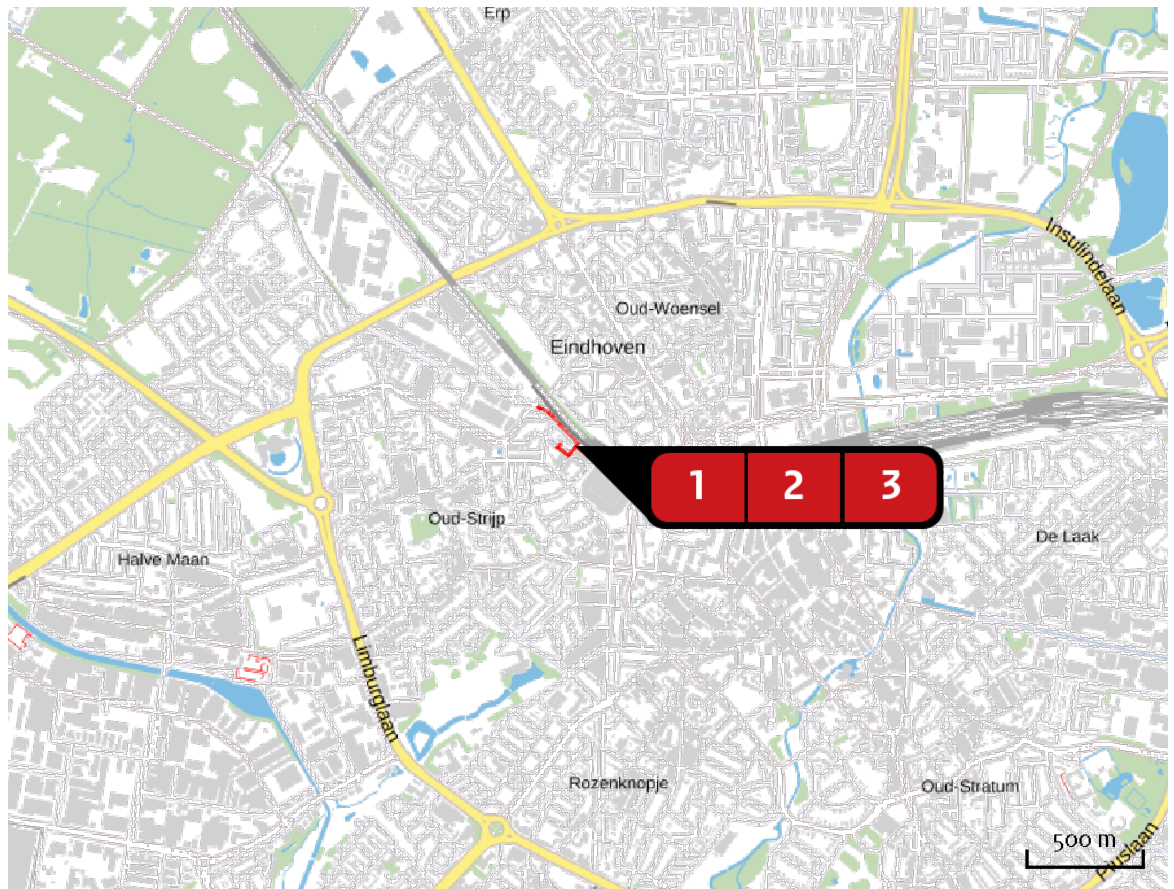 Erp
Insulindelaan
Oud-Woensel
Eindhoven
1 2 3
Oud-Strijp
De Laak
Halve Maan
Limburglaan
Rozenknopje
Oud-Stratum
500 m
Piuslaan